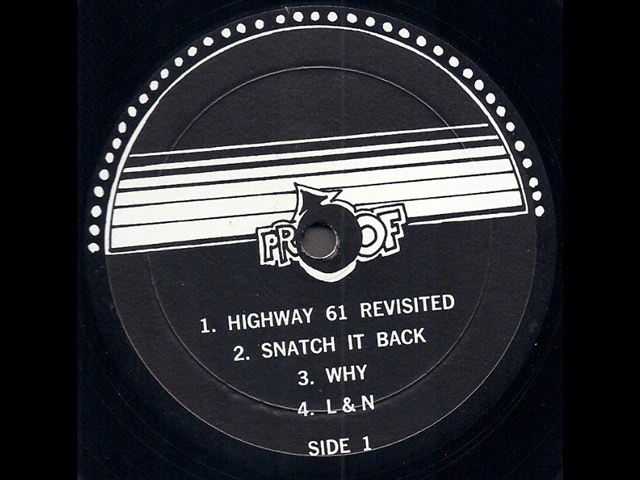 PROOF
1. HIGHWAY 61 REVISITED
2. SNATCH IT BACK
3. WHY
4. L & N
SIDE 1